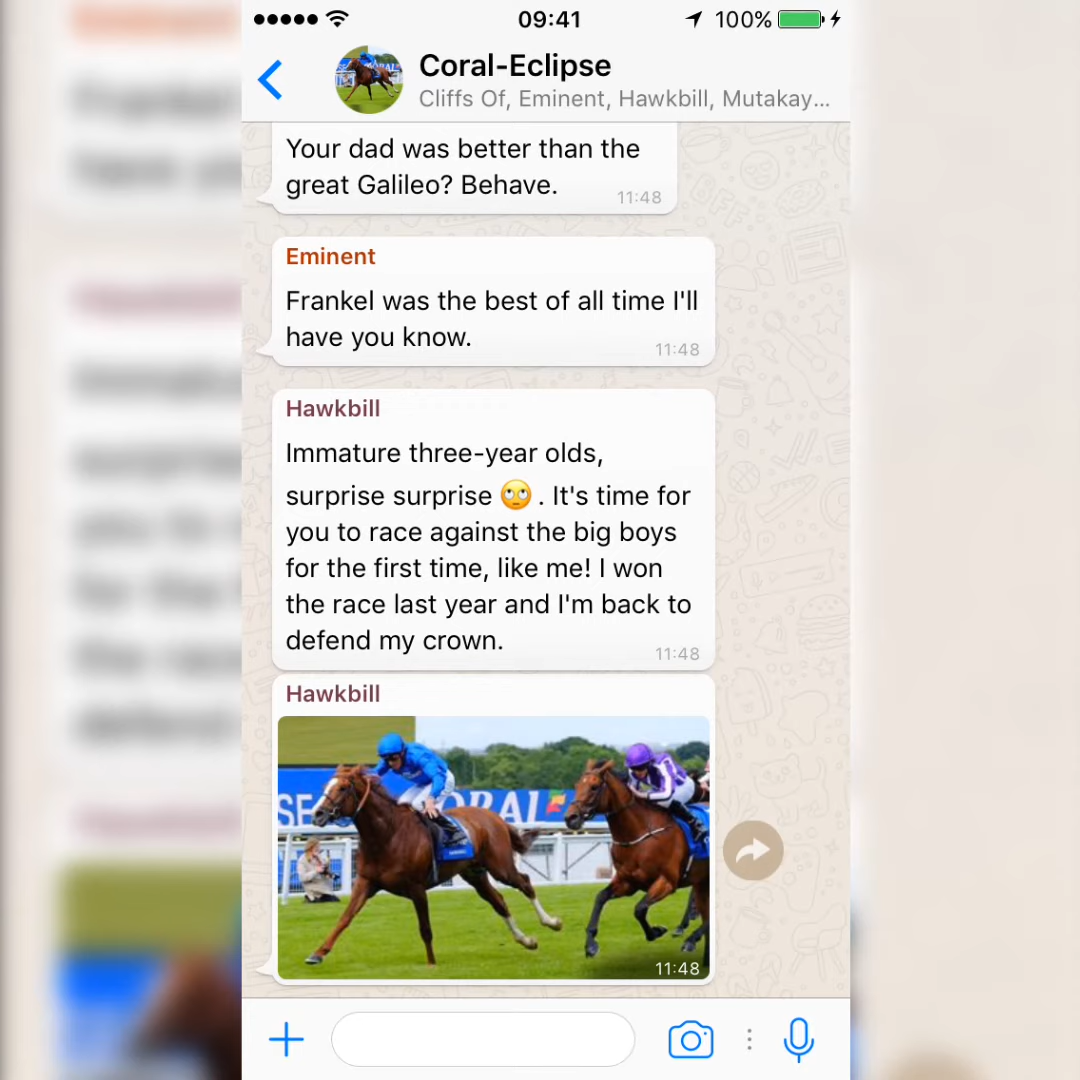 09:41
100%
Coral-Eclipse
Cliffs Of, Eminent, Hawkbill, Mutakay...
Your dad was better than the
great Galileo? Behave.
11:48
Eminent
Frankel was the best of all time I'll
have you know.
11:48
Hawkbill
Immature three-year olds,
surprise surprise 🙄 . It's time for
you to race against the big boys
for the first time, like me! I won
the race last year and I'm back to
defend my crown.
11:48
Hawkbill
11:48